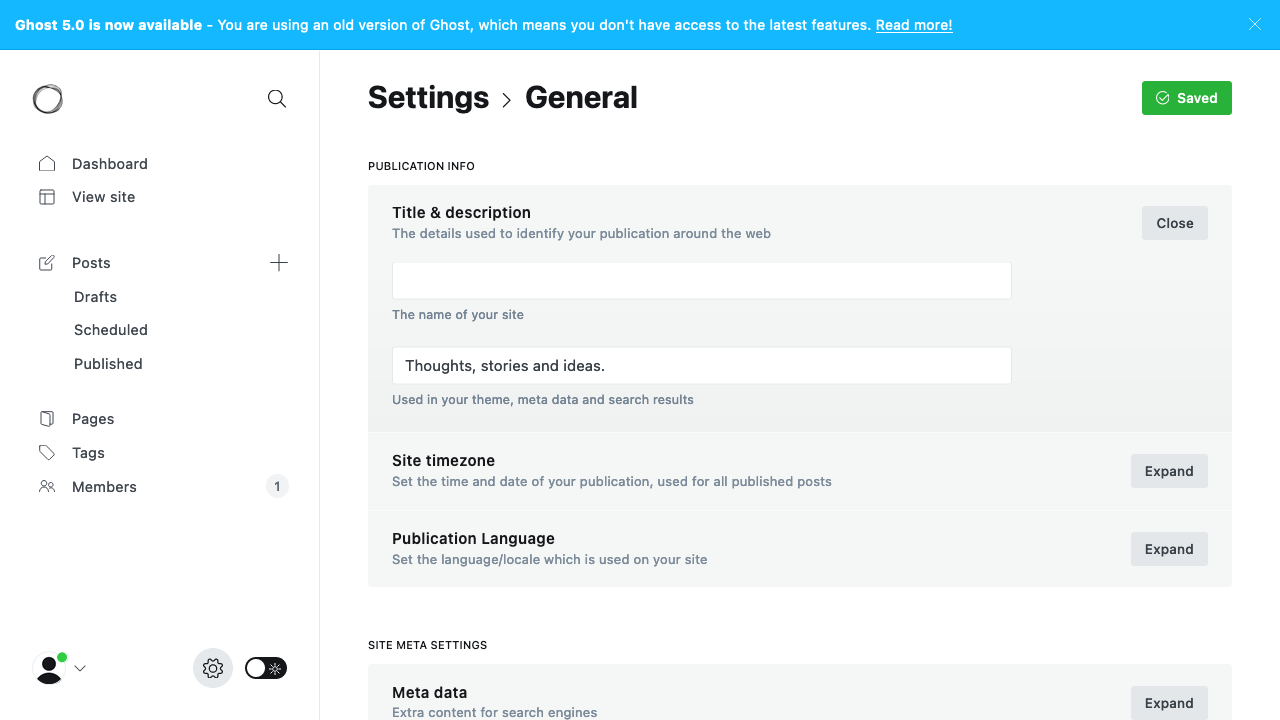 Ghost 5.0 is now available - You are using an old version of Ghost, which means you don't have access to the latest features. Read more!
Dashboard
View site
Posts
Drafts
Scheduled
Published
Pages
Tags
Members 1
Settings > General
Saved
PUBLICATION INFO
Title & description
The details used to identify your publication around the web
Close
The name of your site
Thoughts, stories and ideas.
Used in your theme, meta data and search results
Site timezone
Set the time and date of your publication, used for all published posts
Expand
Publication Language
Set the language/locale which is used on your site
Expand
SITE META SETTINGS
Meta data
Extra content for search engines
Expand